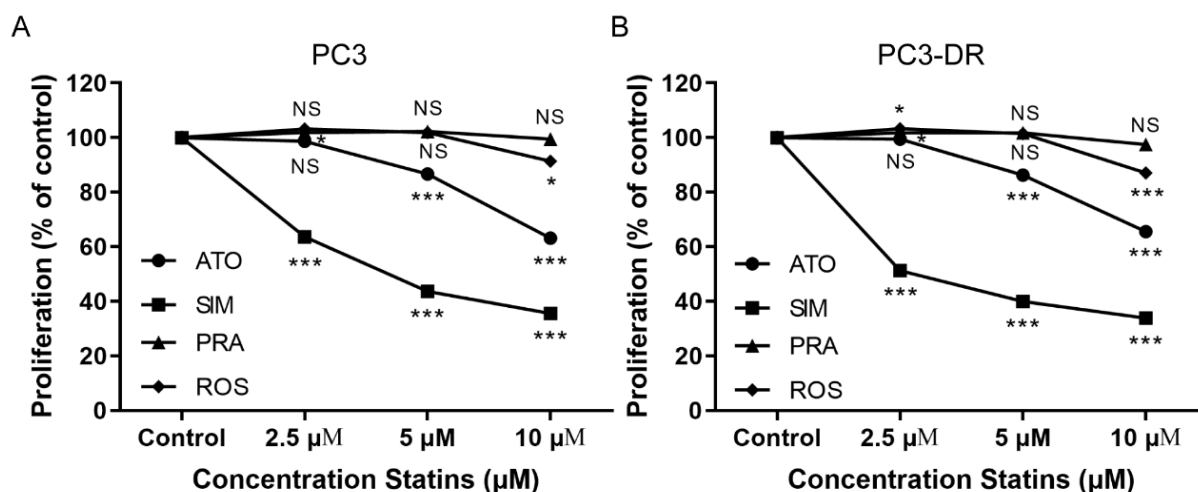 A
PC3
Proliferation (% of control)
120
100
80
60
40
20
0
NS
NS
NS
*
NS
NS
***
*
***
***
***
***
ATO
SIM
PRA
ROS
Control
2.5 µM
5 µM
10 µM
Concentration Statins (µM)
B
PC3-DR
Proliferation (% of control)
120
100
80
60
40
20
0
*
NS
NS
*
NS
NS
***
***
***
***
***
***
ATO
SIM
PRA
ROS
Control
2.5 µM
5 µM
10 µM
Concentration Statins (µM)